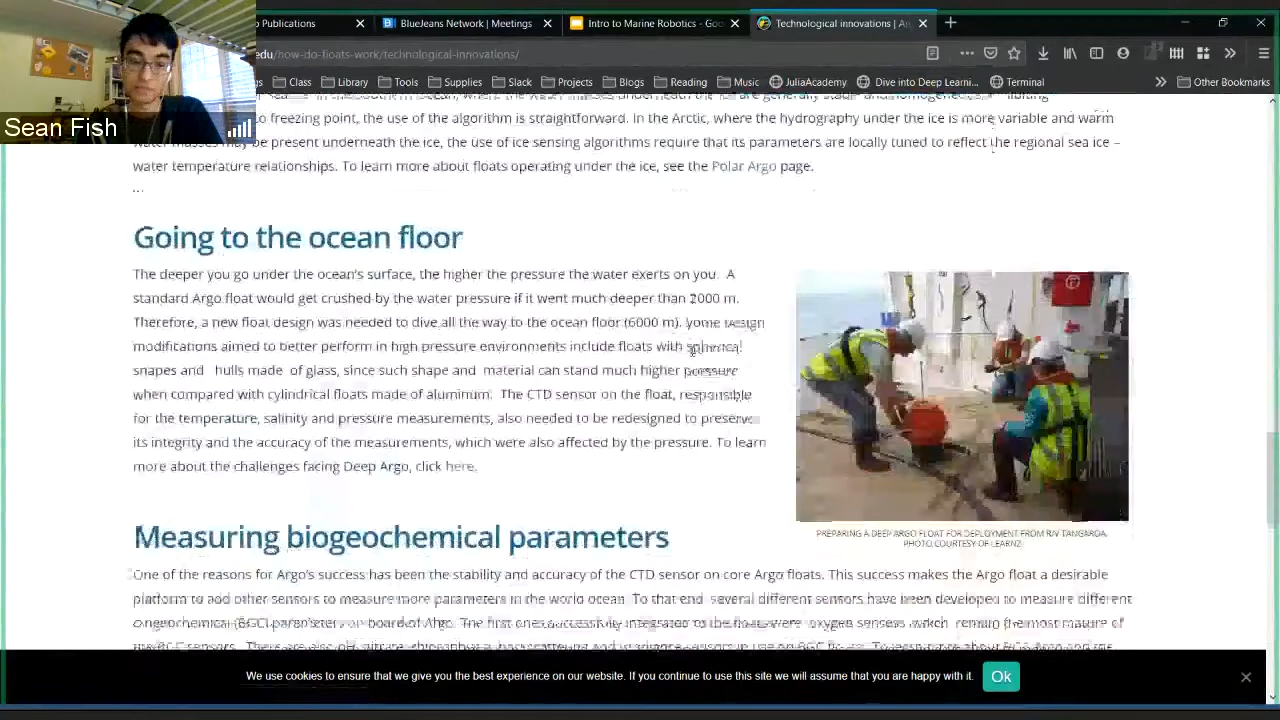 Publications
BlueJeans Network | Meetings
Intro to Marine Robotics - Goo
Technological innovations | Ar
edu/how-do-floats-work/technological-innovations/
Class
Library
Tools
Supplies
Slack
Projects
Blogs
Reading
JuliaAcademy
Dive into Deep Learni...
Terminal
Other Bookmarks
Sean Fish
to freezing point, the use of the algorithm is straightforward. In the Arctic, where the hydrography under the ice is more variable and warm
water masses may be present underneath the ice, the use of ice sensing algorithms require that its parameters are locally tuned to reflect the regional sea ice –
water temperature relationships. To learn more about floats operating under the ice, see the Polar Argo page.
Going to the ocean floor
The deeper you go under the ocean's surface, the higher the pressure the water exerts on you. A
standard Argo float would get crushed by the water pressure if it went much deeper than 2000 m.
Therefore, a new float design was needed to dive all the way to the ocean floor (6000 m). Some design
modifications aimed to better perform in high pressure environments include floats with spherical
shapes and hulls made of glass, since such shape and material can stand much higher pressure
when compared with cylindrical floats made of aluminum. The CTD sensor on the float, responsible
for the temperature, salinity and pressure measurements, also needed to be redesigned to preserve
its integrity and the accuracy of the measurements, which were also affected by the pressure. To learn
more about the challenges facing Deep Argo, click here.
PREPARING A DEEP ARGO FLOAT FOR DEPLOYMENT FROM R/V TANGAROA.
PHOTO COURTESY OF LEARNZ
Measuring biogeochemical parameters
One of the reasons for Argo's success has been the stability and accuracy of the CTD sensor on core Argo floats. This success makes the Argo float a desirable
platform to add other sensors to measure more parameters in the world ocean. To that end several different sensors have been developed to measure different
biogeochemical (BGC) parameters on board of Argo. The first ones successfully integrated to the floats were oxygen sensors which remain the most mature of
We use cookies to ensure that we give you the best experience on our website. If you continue to use this site we will assume that you are happy with it.
Ok